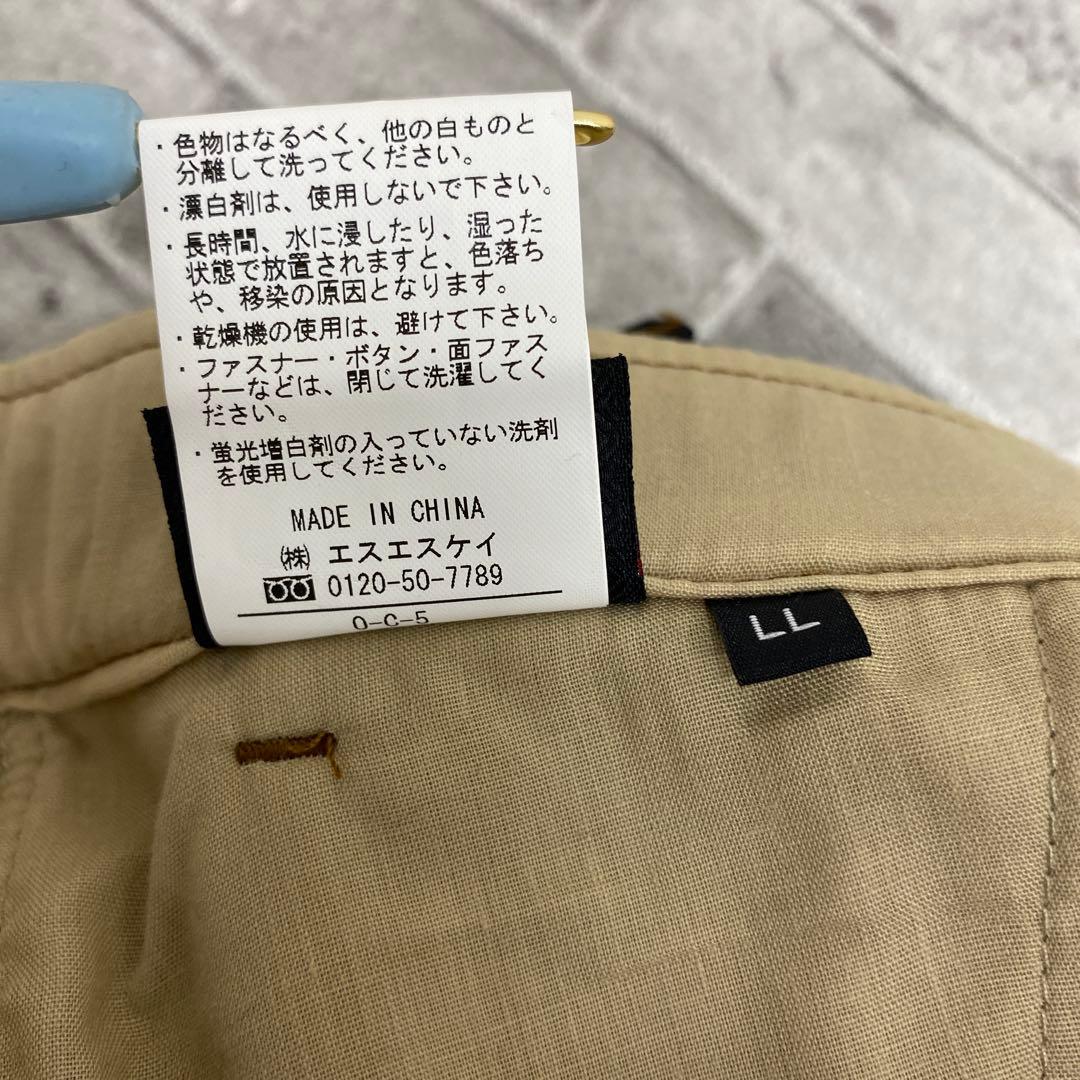 ・色物はなるべく、他の白ものと
分離して洗ってください。
・漂白剤は、使用しないで下さい。
・長時間、水に浸したり、湿った
状態で放置されますと、色落ち
や、移染の原因となります。
・乾燥機の使用は、避けて下さい。
・ファスナー・ボタン・面ファス
ナーなどは、閉じて洗濯してく
ださい。
・蛍光増白剤の入っていない洗剤
を使用してください。
MADE IN CHINA
㈱ エスエスケイ
0120-50-7789
O-C-5
LL